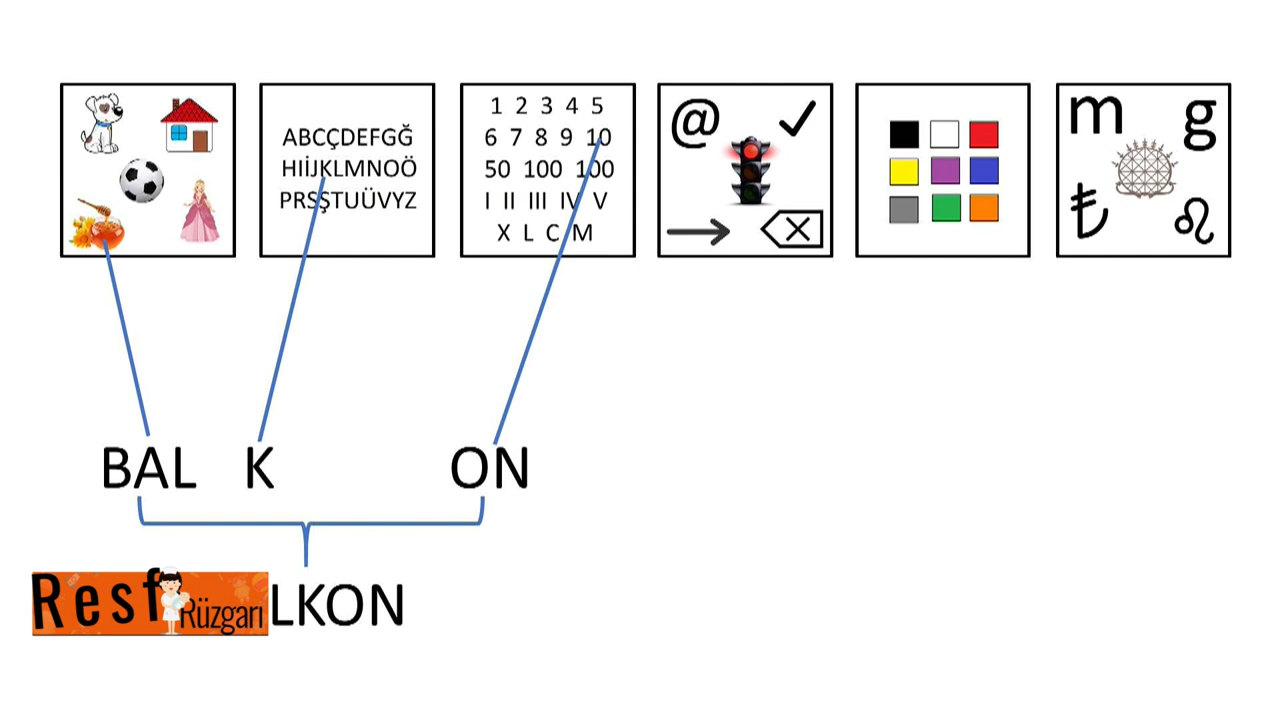 ABCÇDEFGĞ
HIİJKLMNOÖ
PRSŞTUÜVYZ
1 2 3 4 5
6 7 8 9 10
50 100 100
I II III IV V
X L C M
@
m g
₺ ♌
BAL K ON
Resf
Rüzgarı
LKON